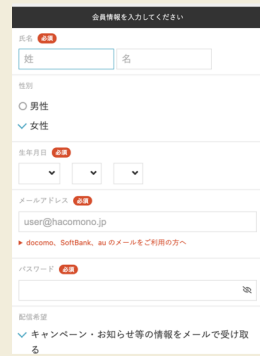 会員情報を入力してください
氏名 必須
姓 名
性別
男性
女性
生年月日 必須
メールアドレス 必須
user@hacomono.jp
docomo、SoftBank、au のメールをご利用の方へ
パスワード 必須
配信希望
キャンペーン・お知らせ等の情報をメールで受け取
る